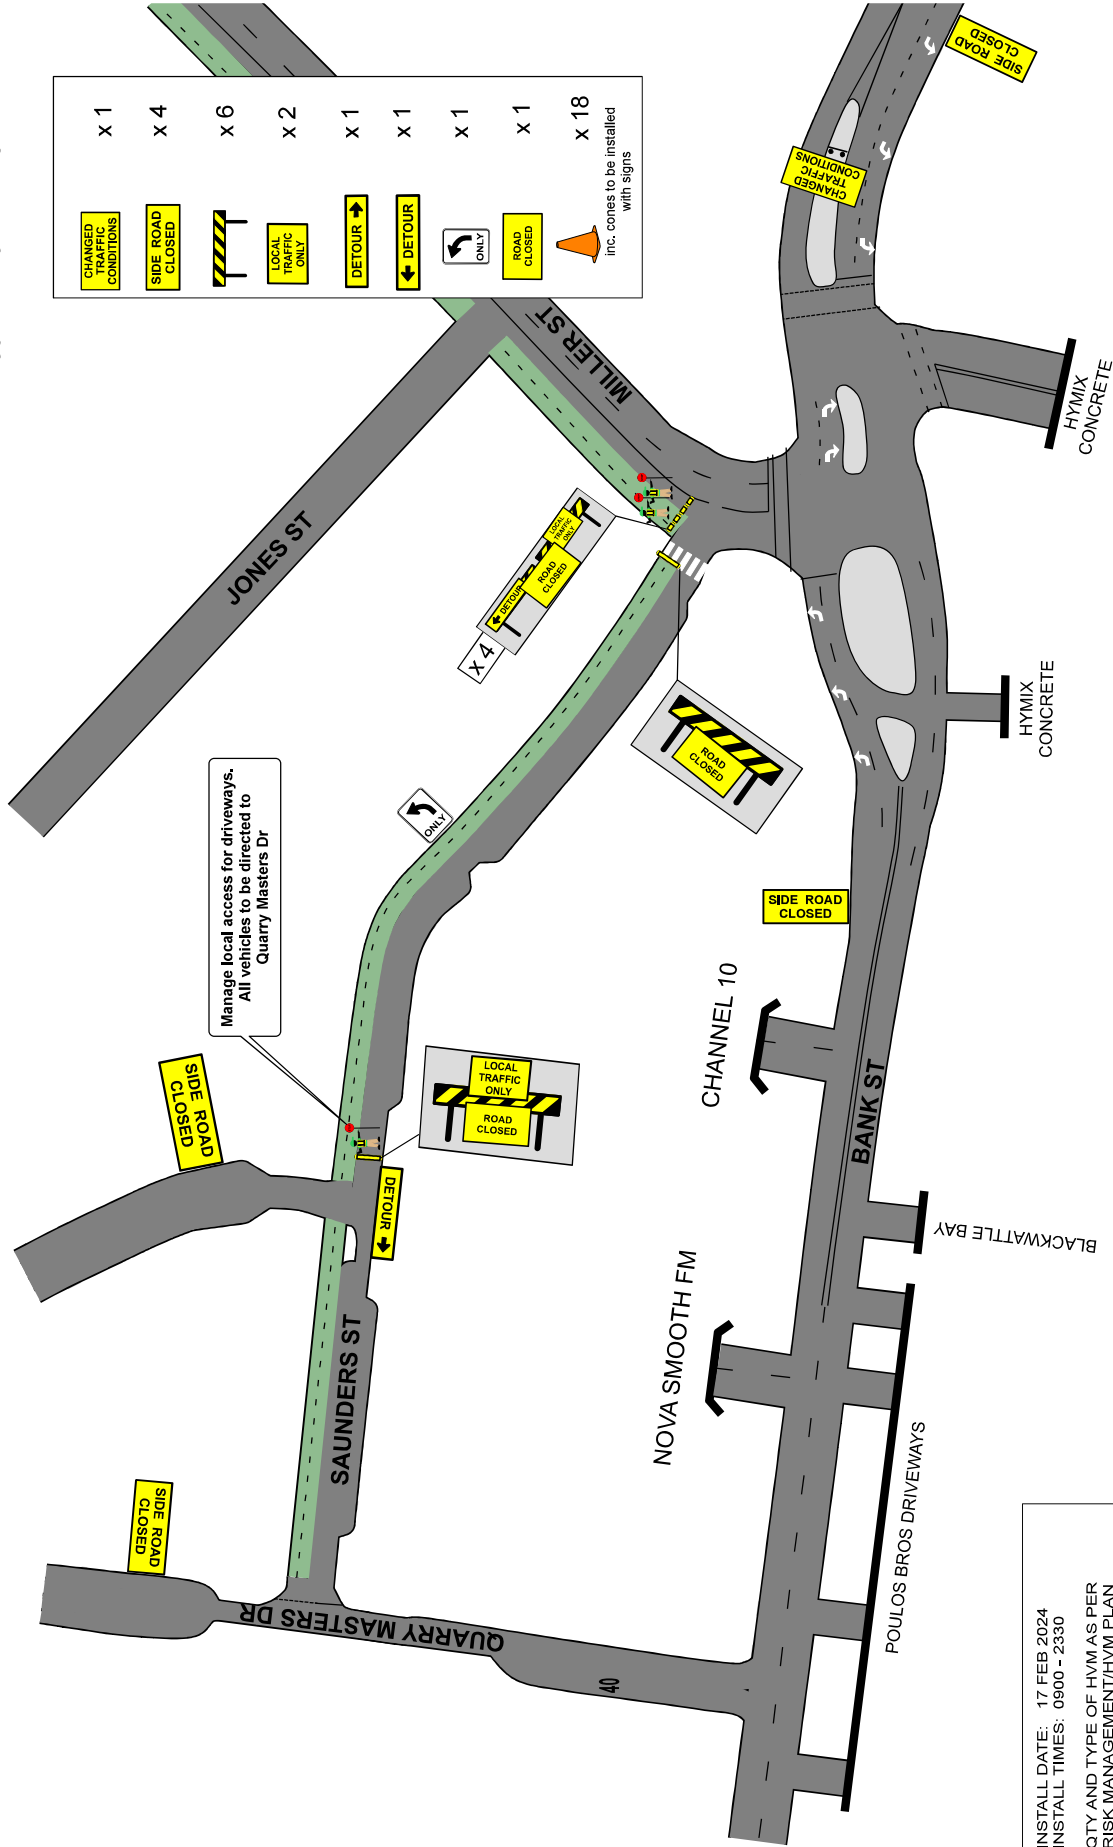 CHANGED
TRAFFIC
CONDITIONS
x 1
SIDE ROAD
CLOSED
x 4
x 6
LOCAL
TRAFFIC
ONLY
x 2
DETOUR
x 1
DETOUR
x 1
ONLY
x 1
ROAD
CLOSED
x 1
x 18
inc. cones to be installed
with signs
SIDE ROAD
CLOSED
CHANGED
TRAFFIC
CONDITIONS
MILLER ST
JONES ST
HYMIX
CONCRETE
DETOUR
ROAD
CLOSED
LOCAL
TRAFFIC
ONLY
x 4
ROAD
CLOSED
HYMIX
CONCRETE
ONLY
Manage local access for driveways.
All vehicles to be directed to
Quarry Masters Dr
SIDE ROAD
CLOSED
CHANNEL 10
SIDE ROAD
CLOSED
LOCAL
TRAFFIC
ONLY
ROAD
CLOSED
DETOUR
BANK ST
BLACKWATTLE BAY
NOVA SMOOTH FM
SAUNDERS ST
POULOS BROS DRIVEWAYS
SIDE ROAD
CLOSED
QUARRY MASTERS DR
40
INSTALL DATE: 17 FEB 2024
INSTALL TIMES: 0900 - 2330
QTY AND TYPE OF HVM AS PER
RISK MANAGEMENT/HVM PLAN